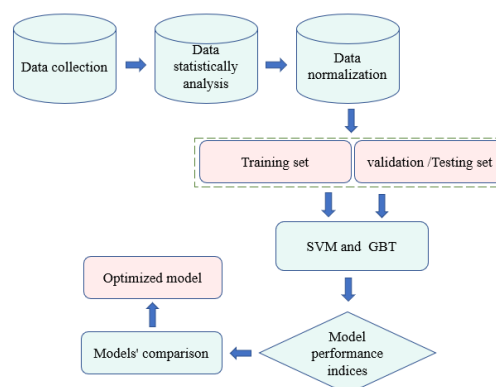 Data collection
Data
statistically
analysis
Data
normalization
Training set
validation /Testing set
SVM and GBT
Optimized model
Models' comparison
Model
performance
indices